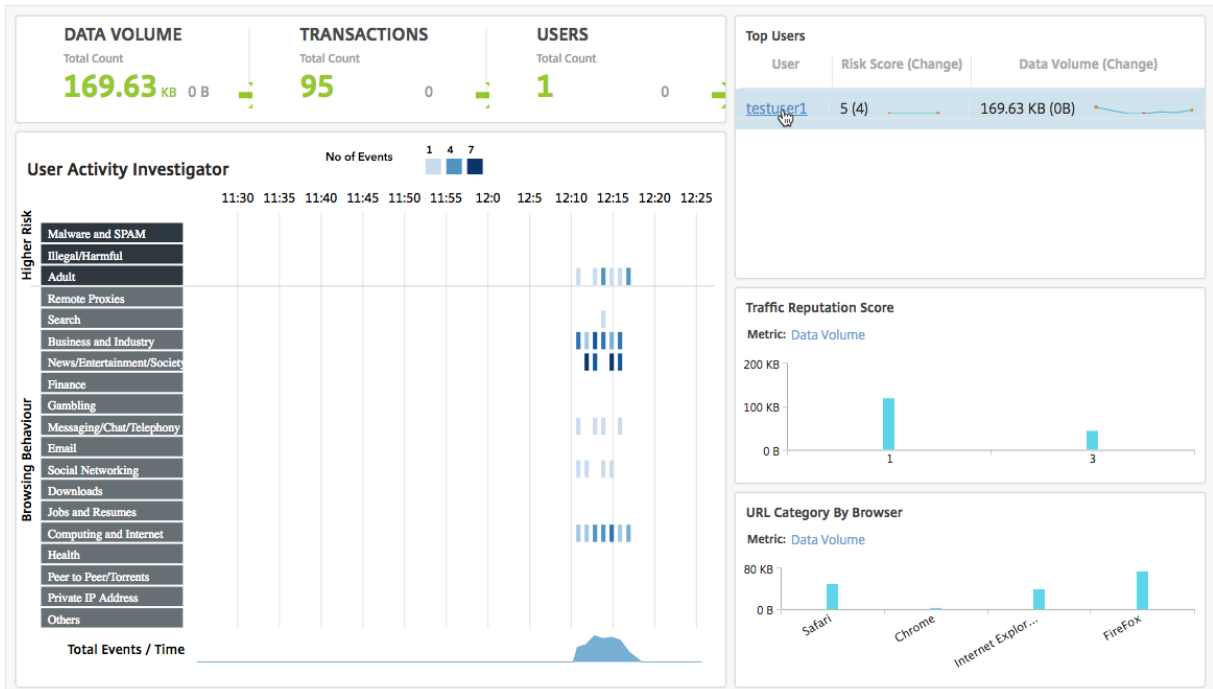 DATA VOLUME
Total Count
169.63 KB 0 B
TRANSACTIONS
Total Count
95 0
USERS
Total Count
1 0
User Activity Investigator
No of Events
1 4 7
11:30 11:35 11:40 11:45 11:50 11:55 12:0 12:5 12:10 12:15 12:20 12:25
Higher Risk
Malware and SPAM
Illegal/Harmful
Adult
Browsing Behaviour
Remote Proxies
Search
Business and Industry
News/Entertainment/Society
Finance
Gambling
Messaging/Chat/Telephony
Email
Social Networking
Downloads
Jobs and Resumes
Computing and Internet
Health
Peer to Peer/Torrents
Private IP Address
Others
Total Events / Time
Top Users
User Risk Score (Change) Data Volume (Change)
testuser1 5 (4) 169.63 KB (0B)
Traffic Reputation Score
Metric: Data Volume
200 KB
100 KB
0 B
1 3
URL Category By Browser
Metric: Data Volume
80 KB
0 B
Safari Chrome Internet Explor... FireFox